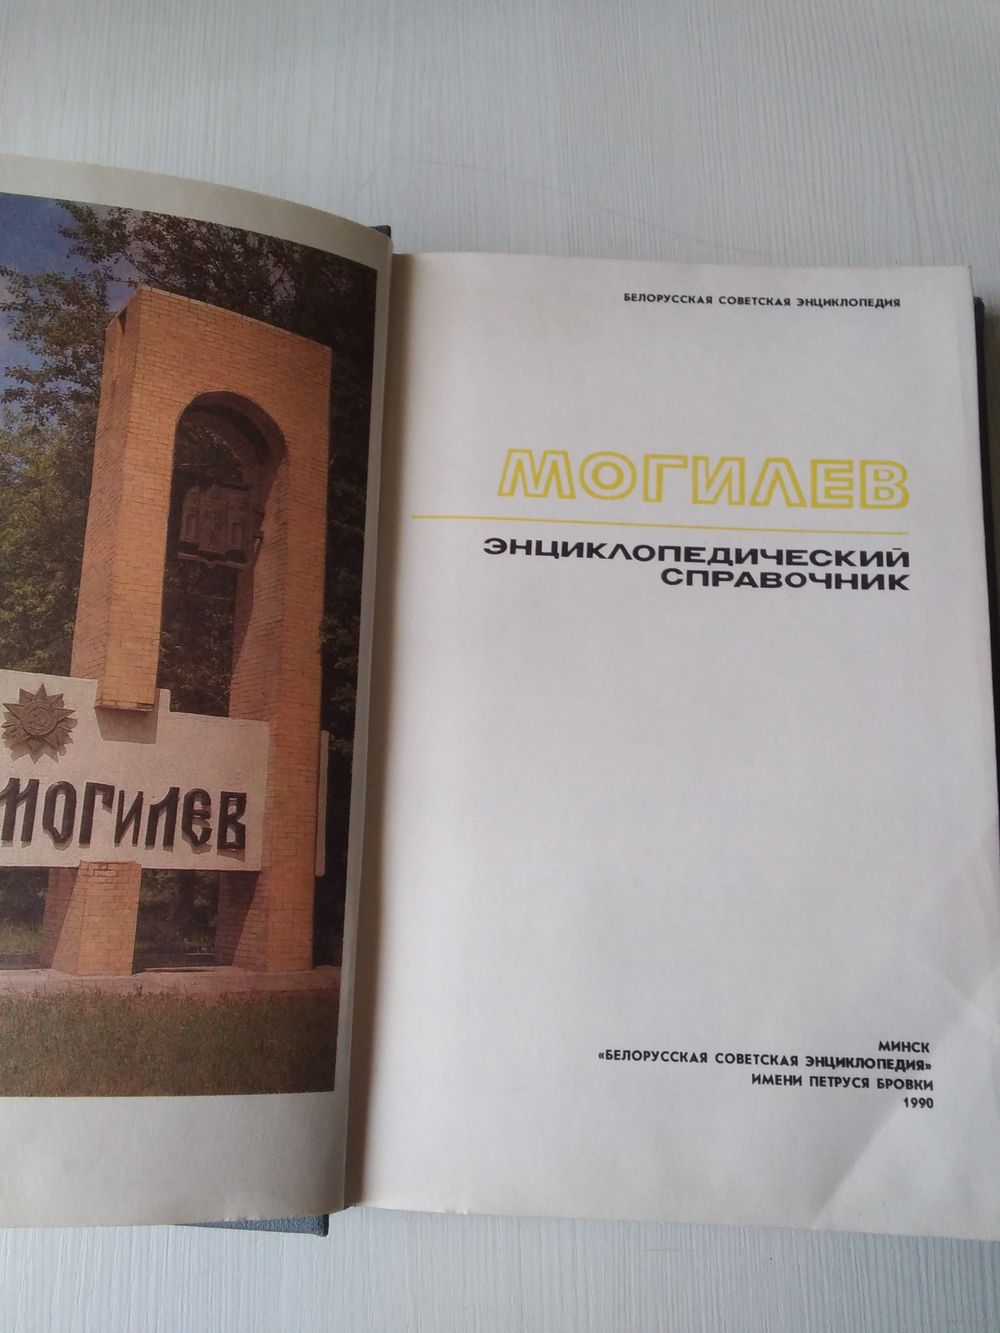 МОГИЛЕВ
БЕЛОРУССКАЯ СОВЕТСКАЯ ЭНЦИКЛОПЕДИЯ
МОГИЛЕВ
ЭНЦИКЛОПЕДИЧЕСКИЙ
СПРАВОЧНИК
МИНСК
«БЕЛОРУССКАЯ СОВЕТСКАЯ ЭНЦИКЛОПЕДИЯ»
ИМЕНИ ПЕТРУСЯ БРОВКИ
1990